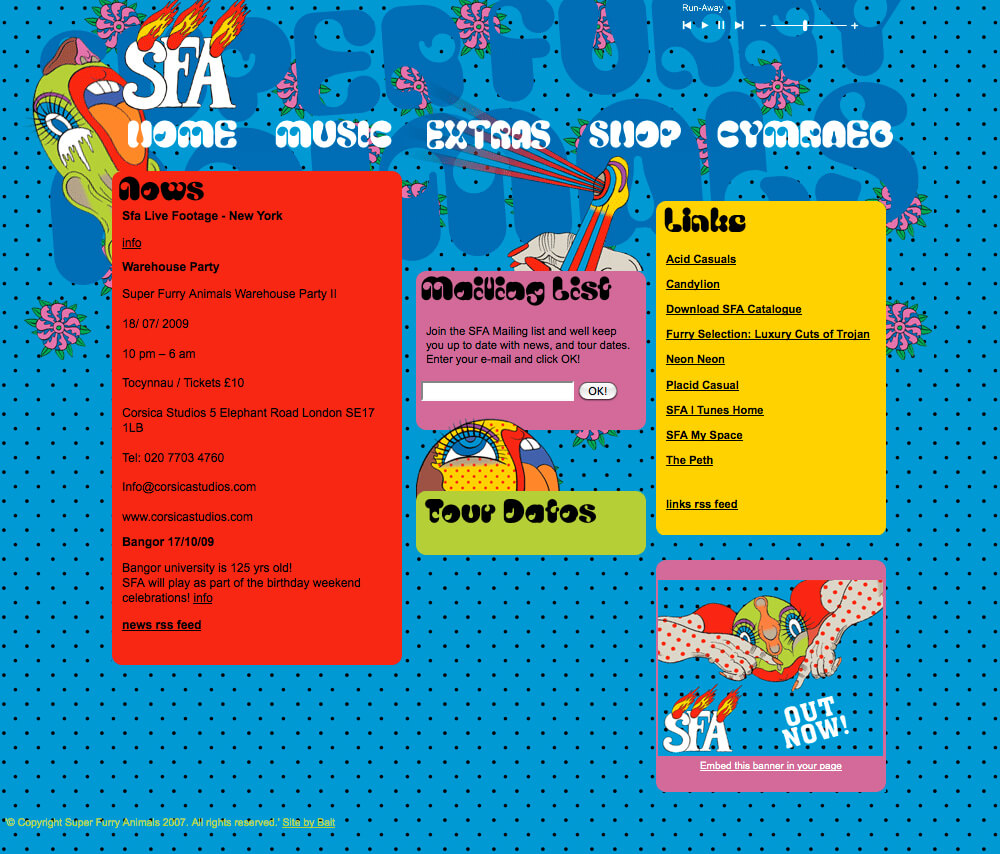 Run-Away
SUPERFURRY
ANIMALS
SFA
HOME MUSIC EXTRAS SHOP CYMRAEG
News
Sfa Live Footage - New York
info
Warehouse Party
Super Furry Animals Warehouse Party II
18/ 07/ 2009
10 pm – 6 am
Tocynnau / Tickets £10
Corsica Studios 5 Elephant Road London SE17
1LB
Tel: 020 7703 4760
Info@corsicastudios.com
www.corsicastudios.com
Bangor 17/10/09
Bangor university is 125 yrs old!
SFA will play as part of the birthday weekend
celebrations! info
news rss feed
Mailing List
Join the SFA Mailing list and well keep
you up to date with news, and tour dates.
Enter your e-mail and click OK!
OK!
Tour Dates
Links
Acid Casuals
Candylion
Download SFA Catalogue
Furry Selection: Luxury Cuts of Trojan
Neon Neon
Placid Casual
SFA I Tunes Home
SFA My Space
The Peth
links rss feed
SFA
OUT
NOW!
Embed this banner in your page
'© Copyright Super Furry Animals 2007. All rights reserved.' Site by Bait